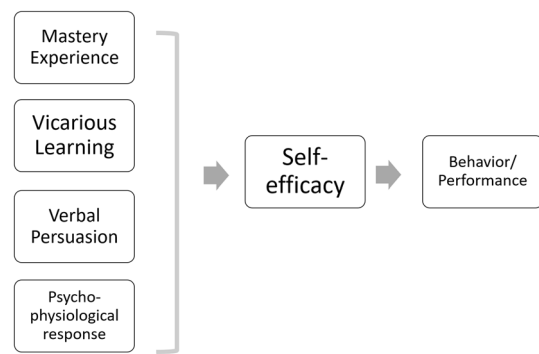 Mastery
Experience
Vicarious
Learning
Verbal
Persuasion
Psycho-
physiological
response
Self-
efficacy
Behavior/
Performance